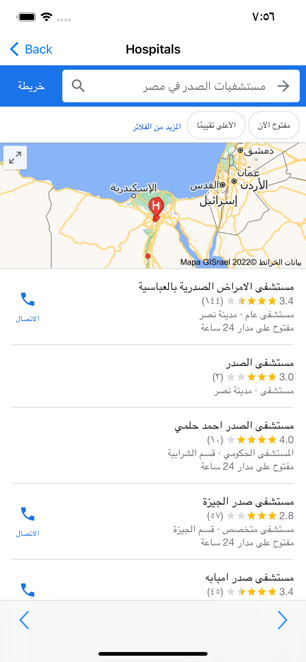 ٧:٥٦
Back
Hospitals
مستشفيات الصدر في مصر
خريطة
مفتوح الآن
الأعلى تقييمًا
المزيد من الفلاتر
دمشق
الإسكندرية
القدس
عمّان
الأردن
إسرائيل
H
بيانات الخرائط ©2022 Mapa GISrael
مستشفى الامراض الصدرية بالعباسية
3.4 (١٤٤)
مستشفى عام · مدينة نصر
مفتوح على مدار 24 ساعة
الاتصال
مستشفى الصدر
3.0 (٣)
مستشفى · مدينة نصر
مستشفى الصدر احمد حلمي
4.0 (١٠)
المستشفى الحكومي · قسم الشرابية
مفتوح على مدار 24 ساعة
مستشفى صدر الجيزة
2.8 (٥٧)
مستشفى متخصص · قسم الجيزة
مفتوح على مدار 24 ساعة
الاتصال
مستشفى صدر امبابه
3.4 (٤٥)